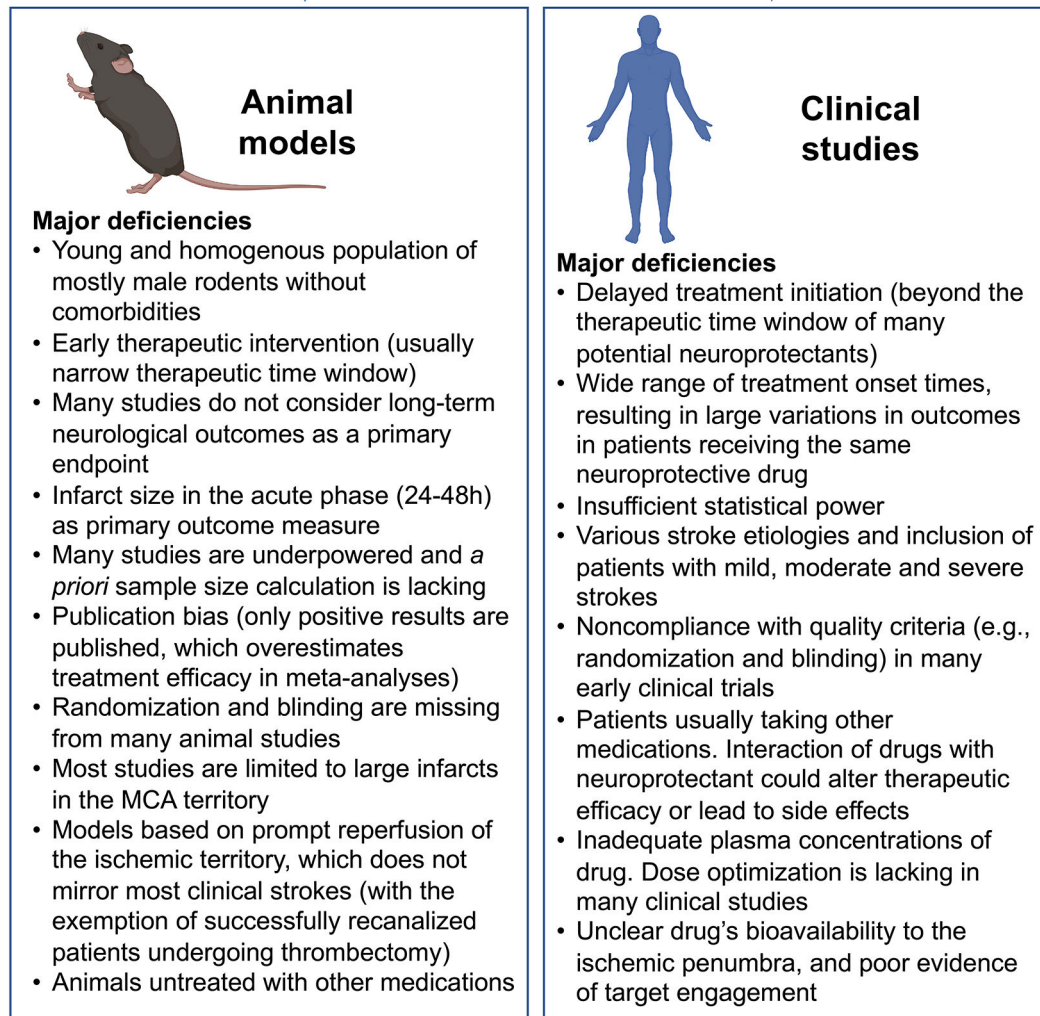 Animal
models
Major deficiencies
• Young and homogenous population of
mostly male rodents without
comorbidities
• Early therapeutic intervention (usually
narrow therapeutic time window)
• Many studies do not consider long-term
neurological outcomes as a primary
endpoint
• Infarct size in the acute phase (24-48h)
as primary outcome measure
• Many studies are underpowered and a
priori sample size calculation is lacking
• Publication bias (only positive results are
published, which overestimates
treatment efficacy in meta-analyses)
• Randomization and blinding are missing
from many animal studies
• Most studies are limited to large infarcts
in the MCA territory
• Models based on prompt reperfusion of
the ischemic territory, which does not
mirror most clinical strokes (with the
exemption of successfully recanalized
patients undergoing thrombectomy)
• Animals untreated with other medications
Clinical
studies
Major deficiencies
• Delayed treatment initiation (beyond the
therapeutic time window of many
potential neuroprotectants)
• Wide range of treatment onset times,
resulting in large variations in outcomes
in patients receiving the same
neuroprotective drug
• Insufficient statistical power
• Various stroke etiologies and inclusion of
patients with mild, moderate and severe
strokes
• Noncompliance with quality criteria (e.g.,
randomization and blinding) in many
early clinical trials
• Patients usually taking other
medications. Interaction of drugs with
neuroprotectant could alter therapeutic
efficacy or lead to side effects
• Inadequate plasma concentrations of
drug. Dose optimization is lacking in
many clinical studies
• Unclear drug’s bioavailability to the
ischemic penumbra, and poor evidence
of target engagement